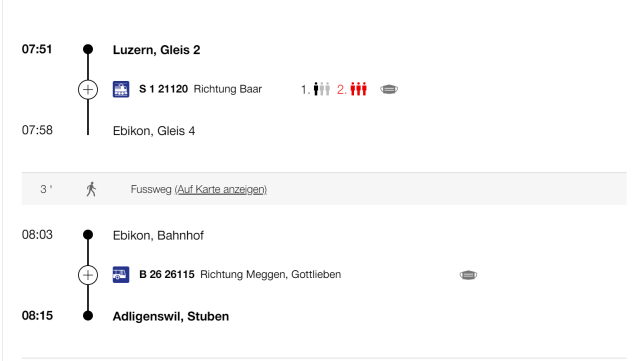 07:51 Luzern, Gleis 2
S 1 21120 Richtung Baar 1. 2.
07:58 Ebikon, Gleis 4
3 ' Fussweg (Auf Karte anzeigen)
08:03 Ebikon, Bahnhof
B 26 26115 Richtung Meggen, Gottlieben
08:15 Adligenswil, Stuben